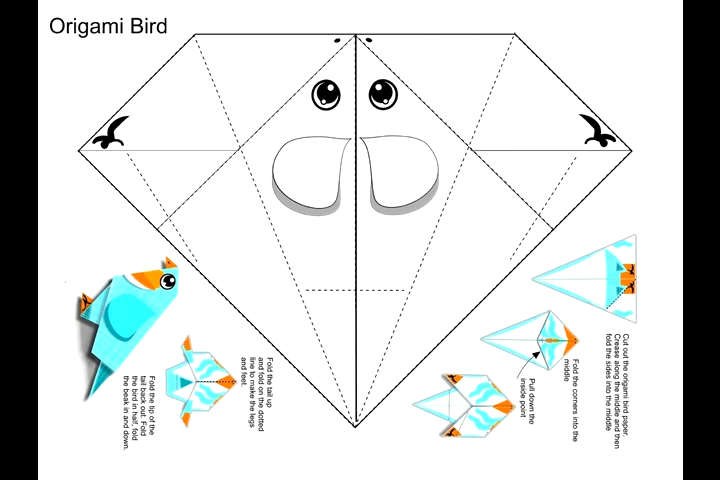 Origami Bird
Cut out the origami bird paper.
Crease along the middle and then
fold the sides into the middle
Fold the corners into the
middle
Pull down the
inside point
Fold the tail up
and fold on the dotted
line to make the legs
and feet.
Fold the tip of the
tail back out. Fold
the bird in half, fold
the beak in and down.